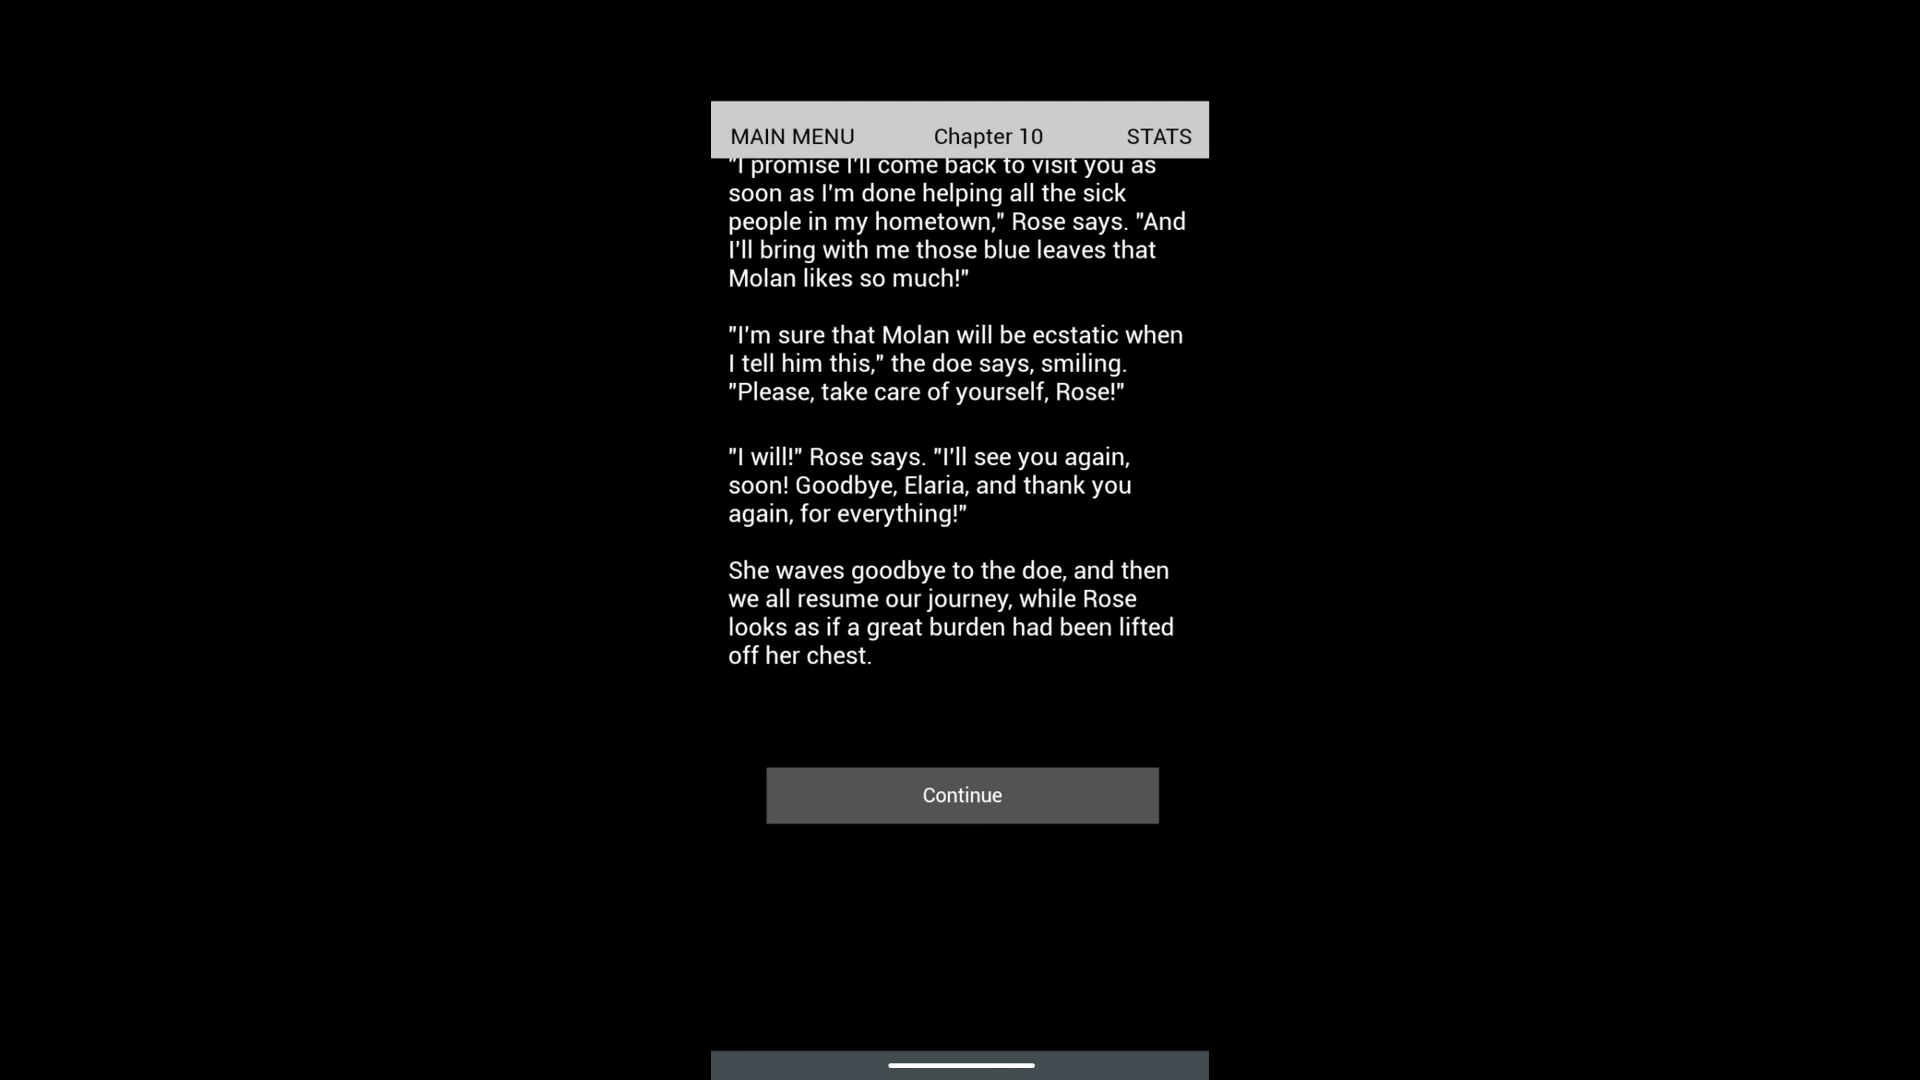 MAIN MENU Chapter 10 STATS
"I promise I'll come back to visit you as
soon as I'm done helping all the sick
people in my hometown," Rose says. "And
I'll bring with me those blue leaves that
Molan likes so much!"
"I'm sure that Molan will be ecstatic when
I tell him this," the doe says, smiling.
"Please, take care of yourself, Rose!"
"I will!" Rose says. "I'll see you again,
soon! Goodbye, Elaria, and thank you
again, for everything!"
She waves goodbye to the doe, and then
we all resume our journey, while Rose
looks as if a great burden had been lifted
off her chest.
Continue